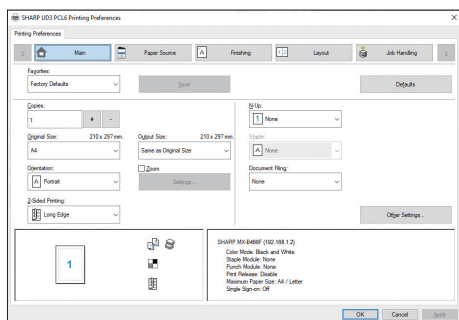 SHARP UD3 PCL6 Printing Preferences
Printing Preferences
Main
Paper Source
A Finishing
1 2 Layout
Job Handling
Favorites:
Factory Defaults
Save
Defaults
Copies:
1 + -
N-Up:
1 None
Original Size: 210 x 297 mm.
A4
Output Size: 210 x 297 mm.
Same as Original Size
Staple:
A None
Orientation:
A Portrait
Zoom
Settings...
Document Filing:
None
2-Sided Printing:
Long Edge
Other Settings...
1
SHARP MX-B468F (192.168.1.2)
Color Mode: Black and White
Staple Module: None
Punch Module: None
Print Release: Disable
Maximum Paper Size: A4 / Letter
Single Sign-on: Off
OK
Cancel
Apply